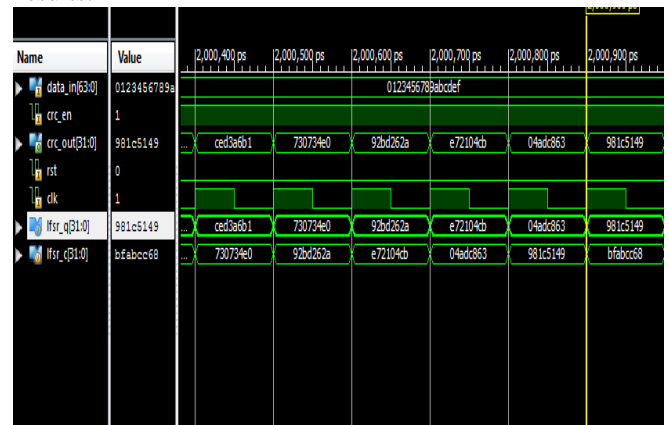 Name Value 2,000,400 ps 2,000,500 ps 2,000,600 ps 2,000,700 ps 2,000,800 ps 2,000,900 ps
data_in[63:0] 0123456789a 0123456789abcdef
crc_en 1
crc_out[31:0] 981c5149 ... ced3a6b1 730734e0 92bd262a e72104cb 04adc863 981c5149
rst 0
clk 1
lfsr_q[31:0] 981c5149 ... ced3a6b1 730734e0 92bd262a e72104cb 04adc863 981c5149
lfsr_c[31:0] bfabcc68 ... 730734e0 92bd262a e72104cb 04adc863 981c5149 bfabcc68